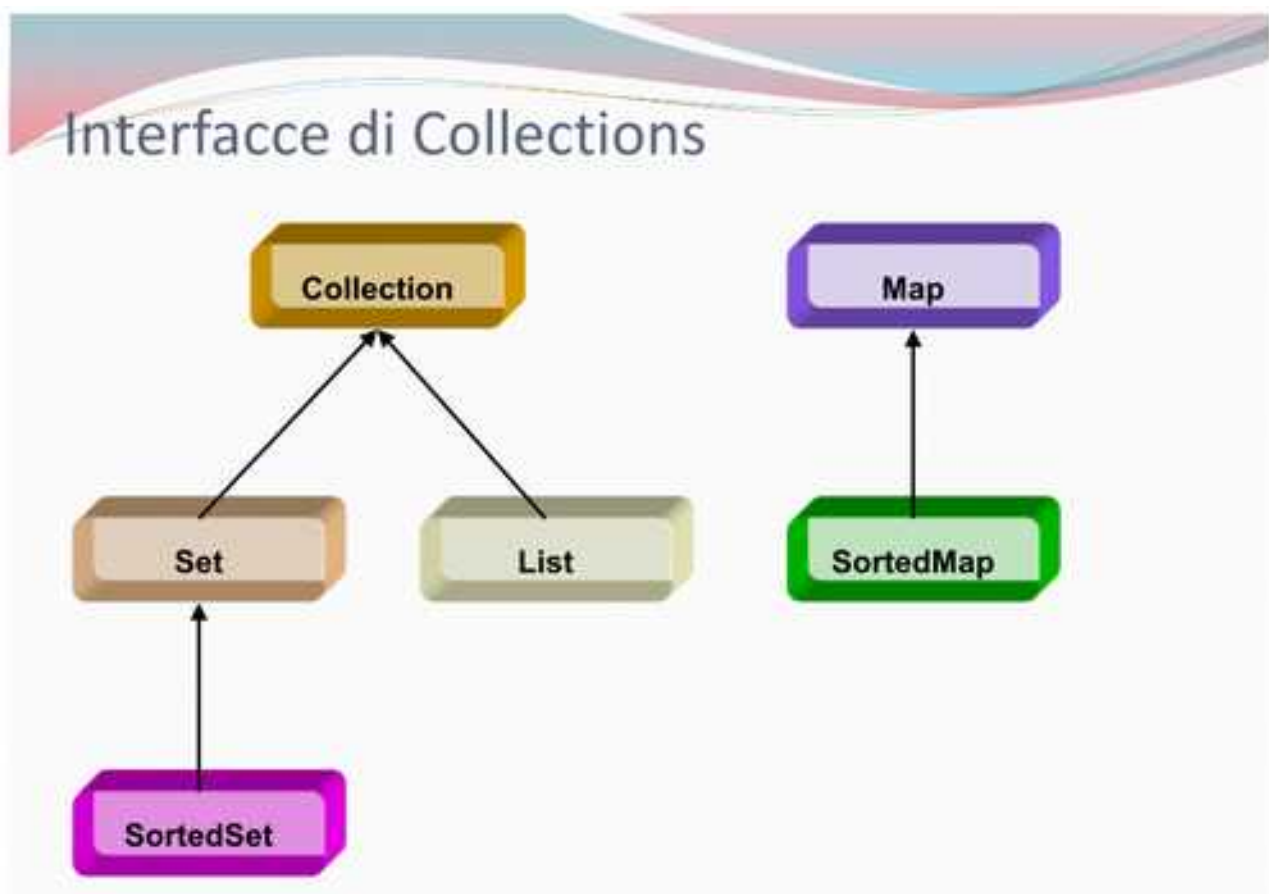 Interfacce di Collections
Collection
Map
Set
List
SortedMap
SortedSet